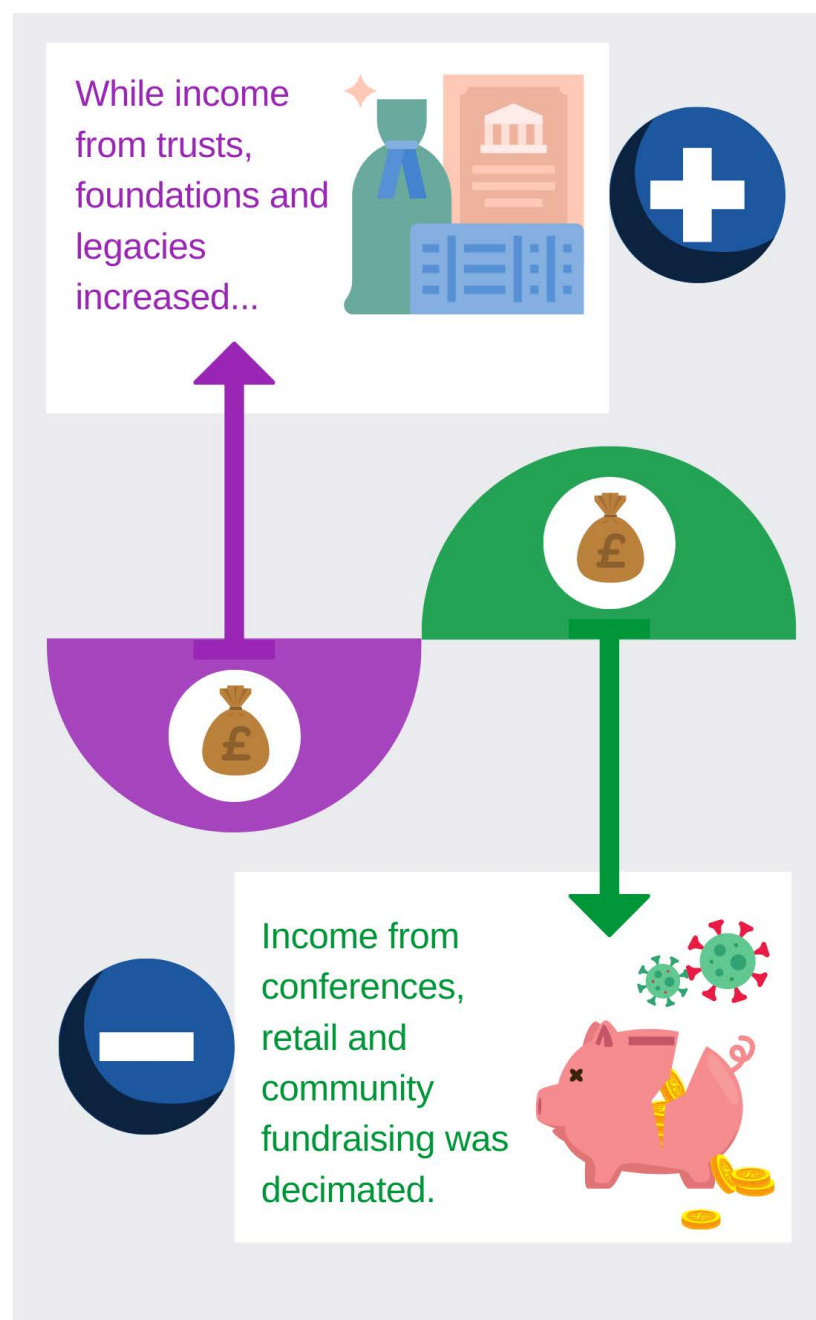 While income
from trusts,
foundations and
legacies
increased...
£
£
Income from
conferences,
retail and
community
fundraising was
decimated.